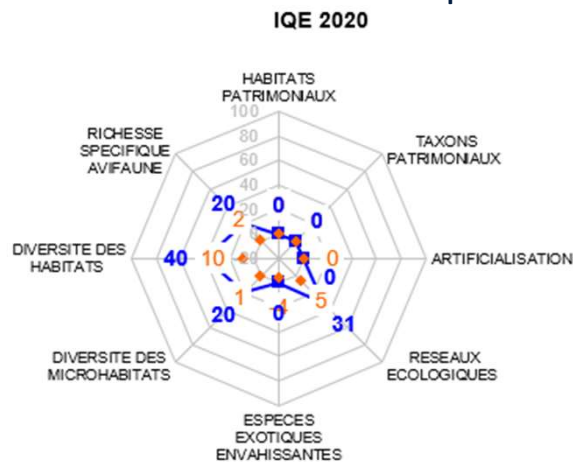 IQE 2020
HABITATS
PATRIMONIAUX
100
80
60
40
20
RICHESSE
SPECIFIQUE
AVIFAUNE
TAXONS
PATRIMONIAUX
20
0
0
2
DIVERSITE DES
HABITATS
40
10
0
ARTIFICIALISATION
0
1
-4
5
20
0
31
DIVERSITE DES
MICROHABITATS
RESEAUX
ECOLOGIQUES
ESPECES
EXOTIQUES
ENVAHISSANTES